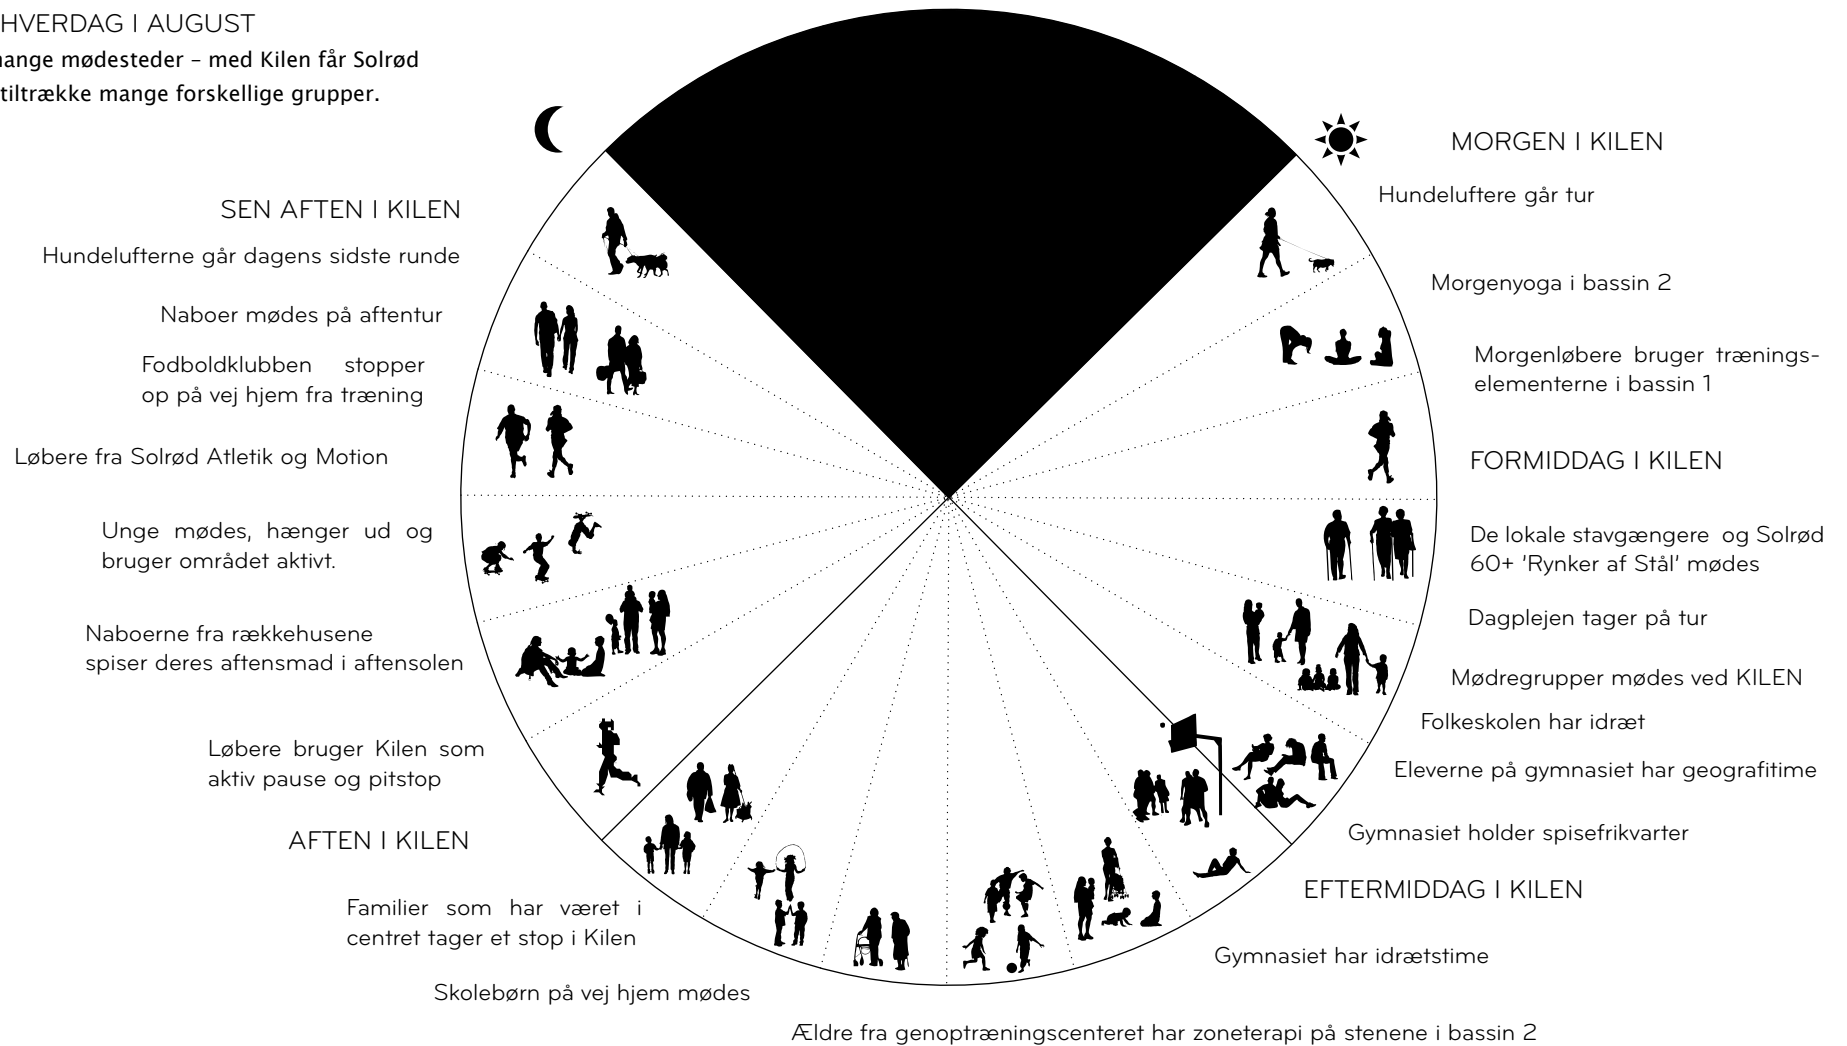 HVERDAG I AUGUST
mange mødesteder – med Kilen får Solrød
tiltrække mange forskellige grupper.
MORGEN I KILEN
Hundeluftere går tur
Morgenyoga i bassin 2
Morgenløbere bruger trænings-
elementerne i bassin 1
FORMIDDAG I KILEN
De lokale stavgængere og Solrød
60+ 'Rynker af Stål' mødes
Dagplejen tager på tur
Mødregrupper mødes ved KILEN
Folkeskolen har idræt
Eleverne på gymnasiet har geografitime
Gymnasiet holder spisefrikvarter
EFTERMIDDAG I KILEN
Gymnasiet har idrætstime
Ældre fra genoptræningscenteret har zoneterapi på stenene i bassin 2
Skolebørn på vej hjem mødes
Familier som har været i
centret tager et stop i Kilen
AFTEN I KILEN
Løbere bruger Kilen som
aktiv pause og pitstop
Naboerne fra rækkehusene
spiser deres aftensmad i aftensolen
Unge mødes, hænger ud og
bruger området aktivt.
Løbere fra Solrød Atletik og Motion
Fodboldklubben stopper
op på vej hjem fra træning
Naboer mødes på aftentur
Hundelufterne går dagens sidste runde
SEN AFTEN I KILEN